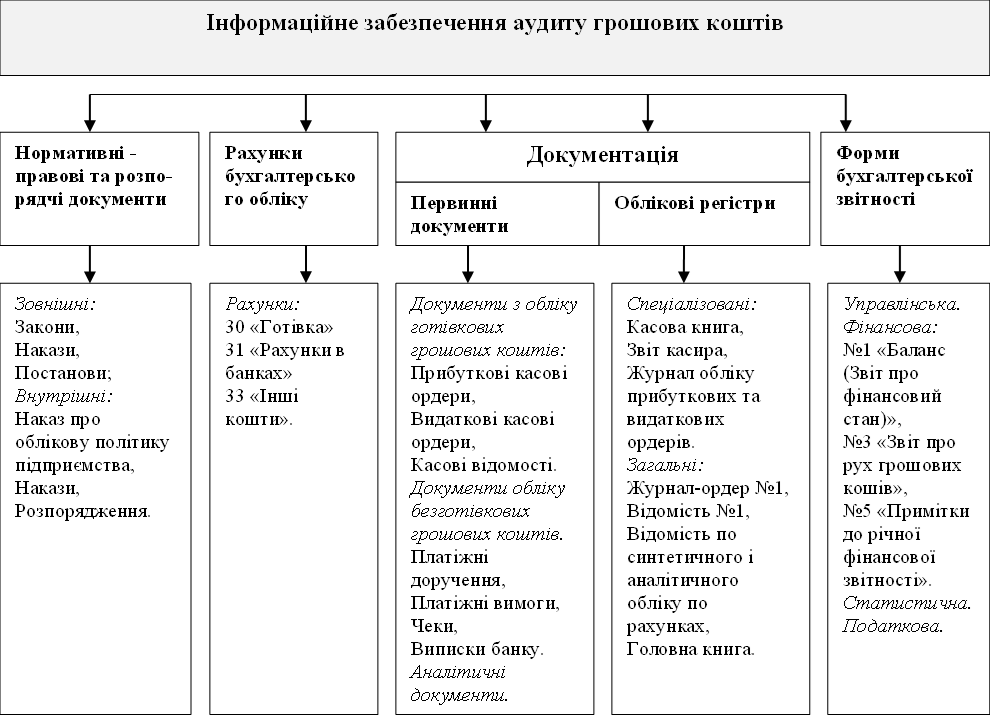 Інформаційне забезпечення аудиту грошових коштів
Нормативні -
правові та розпо-
рядчі документи
Рахунки
бухгалтерсько
го обліку
Документація
Первинні
документи
Облікові регістри
Форми
бухгалтерської
звітності
Зовнішні:
Закони,
Накази,
Постанови;
Внутрішні:
Наказ про
облікову політику
підприємства,
Накази,
Розпорядження.
Рахунки:
30 «Готівка»
31 «Рахунки в
банках»
33 «Інші
кошти».
Документи з обліку
готівкових
грошових коштів:
Прибуткові касові
ордери,
Видаткові касові
ордери,
Касові відомості.
Документи обліку
безготівкових
грошових коштів.
Платіжні
доручення,
Платіжні вимоги,
Чеки,
Виписки банку.
Аналітичні
документи.
Спеціалізовані:
Касова книга,
Звіт касира,
Журнал обліку
прибуткових та
видаткових
ордерів.
Загальні:
Журнал-ордер №1,
Відомість №1,
Відомість по
синтетичного і
аналітичного
обліку по
рахунках,
Головна книга.
Управлінська.
Фінансова:
№1 «Баланс
(Звіт про
фінансовий
стан)»,
№3 «Звіт про
рух грошових
кошів»,
№5 «Примітки
до річної
фінансової
звітності».
Статистична.
Податкова.